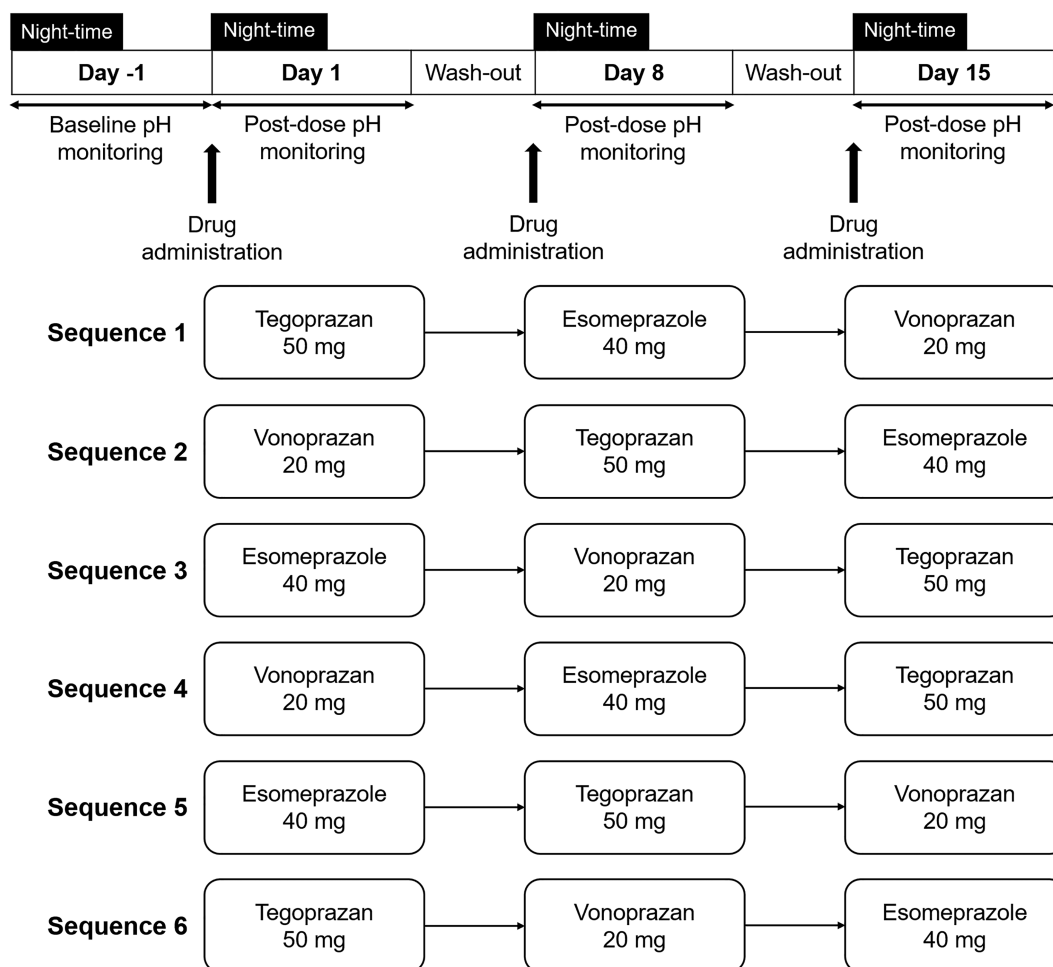 Night-time Night-time Night-time Night-time
Day -1 Day 1 Wash-out Day 8 Wash-out Day 15
Baseline pH Post-dose pH Post-dose pH Post-dose pH
monitoring monitoring monitoring monitoring
Drug Drug Drug
administration administration administration
Sequence 1
Tegoprazan
50 mg
Esomeprazole
40 mg
Vonoprazan
20 mg
Sequence 2
Vonoprazan
20 mg
Tegoprazan
50 mg
Esomeprazole
40 mg
Sequence 3
Esomeprazole
40 mg
Vonoprazan
20 mg
Tegoprazan
50 mg
Sequence 4
Vonoprazan
20 mg
Esomeprazole
40 mg
Tegoprazan
50 mg
Sequence 5
Esomeprazole
40 mg
Tegoprazan
50 mg
Vonoprazan
20 mg
Sequence 6
Tegoprazan
50 mg
Vonoprazan
20 mg
Esomeprazole
40 mg